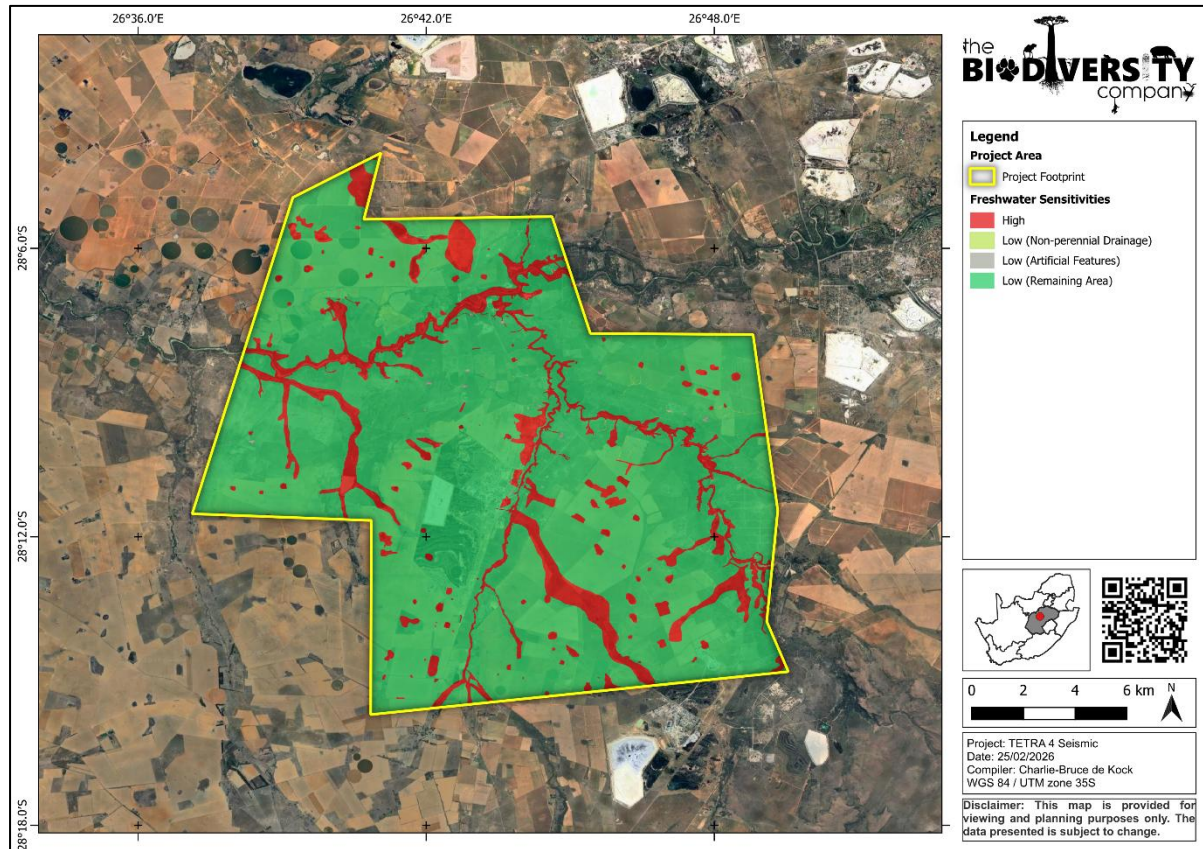 26°36.0'E
26°42.0'E
26°48.0'E
28°6.0'S
28°12.0'S
28°18.0'S
the
BIODIVERSITY
company
Legend
Project Area
Project Footprint
Freshwater Sensitivities
High
Low (Non-perennial Drainage)
Low (Artificial Features)
Low (Remaining Area)
0 2 4 6 km
N
Project: TETRA 4 Seismic
Date: 25/02/2026
Compiler: Charlie-Bruce de Kock
WGS 84 / UTM zone 35S
Disclaimer: This map is provided for
viewing and planning purposes only. The
data presented is subject to change.